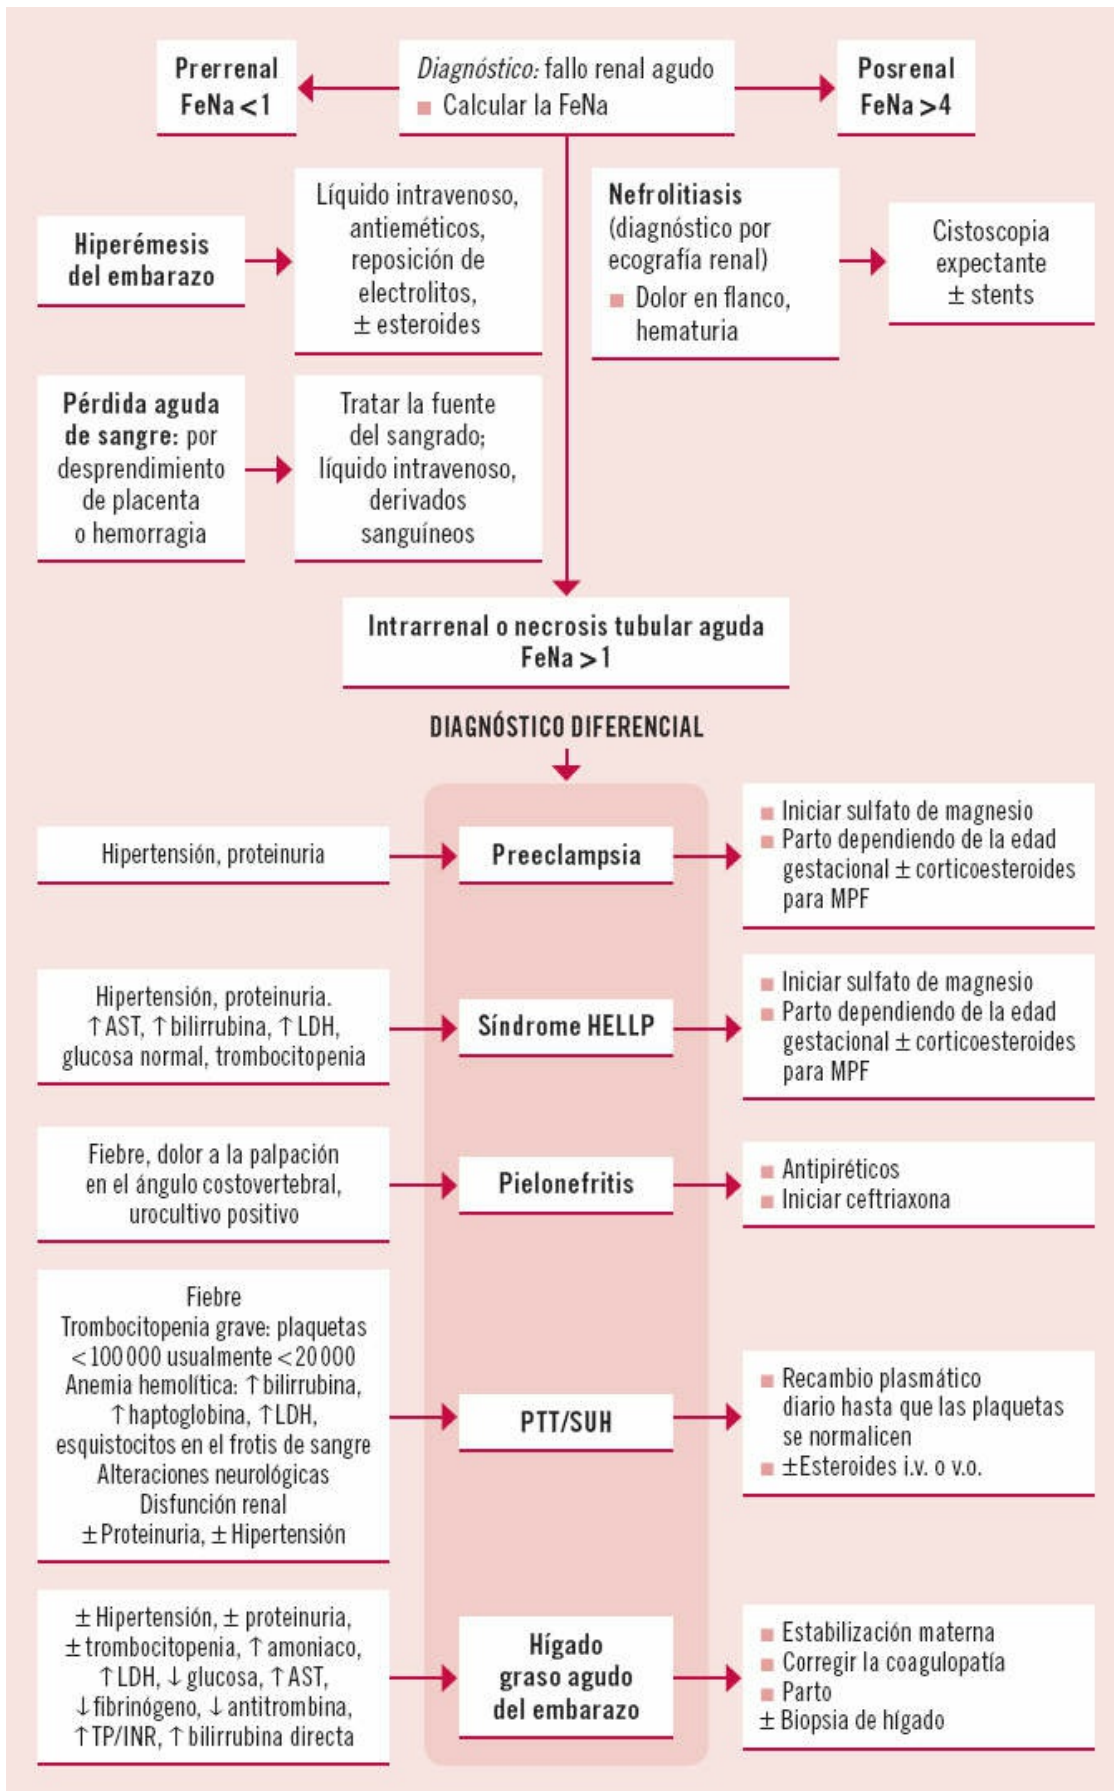 Prerrenal
FeNa < 1
Diagnóstico: fallo renal agudo
■ Calcular la FeNa
Posrenal
FeNa > 4
Hiperémesis
del embarazo
Líquido intravenoso,
antieméticos,
reposición de
electrolitos,
± esteroides
Nefrolitiasis
(diagnóstico por
ecografía renal)
■ Dolor en flanco,
hematuria
Cistoscopia
expectante
± stents
Pérdida aguda
de sangre: por
desprendimiento
de placenta
o hemorragia
Tratar la fuente
del sangrado;
líquido intravenoso,
derivados
sanguíneos
Intrarrenal o necrosis tubular aguda
FeNa > 1
DIAGNÓSTICO DIFERENCIAL
Hipertensión, proteinuria
Preeclampsia
■ Iniciar sulfato de magnesio
■ Parto dependiendo de la edad
gestacional ± corticoesteroides
para MPF
Hipertensión, proteinuria.
↑ AST, ↑ bilirrubina, ↑ LDH,
glucosa normal, trombocitopenia
Síndrome HELLP
■ Iniciar sulfato de magnesio
■ Parto dependiendo de la edad
gestacional ± corticoesteroides
para MPF
Fiebre, dolor a la palpación
en el ángulo costovertebral,
urocultivo positivo
Pielonefritis
■ Antipiréticos
■ Iniciar ceftriaxona
Fiebre
Trombocitopenia grave: plaquetas
< 100 000 usualmente < 20 000
Anemia hemolítica: ↑ bilirrubina,
↑ haptoglobina, ↑ LDH,
esquistocitos en el frotis de sangre
Alteraciones neurológicas
Disfunción renal
± Proteinuria, ± Hipertensión
PTT/SUH
■ Recambio plasmático
diario hasta que las plaquetas
se normalicen
■ ±Esteroides i.v. o v.o.
± Hipertensión, ± proteinuria,
± trombocitopenia, ↑ amoniaco,
↑ LDH, ↓ glucosa, ↑ AST,
↓ fibrinógeno, ↓ antitrombina,
↑ TP/INR, ↑ bilirrubina directa
Hígado
graso agudo
del embarazo
■ Estabilización materna
■ Corregir la coagulopatía
■ Parto
± Biopsia de hígado